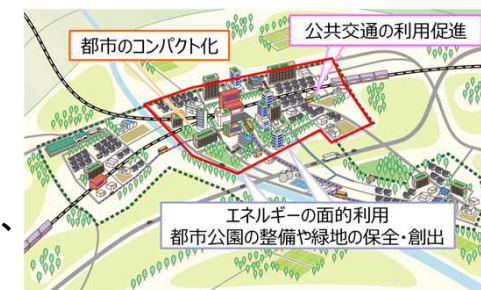 公共交通の利用促進
都市のコンパクト化
エネルギーの面的利用
都市公園の整備や緑地の保全・創出
、